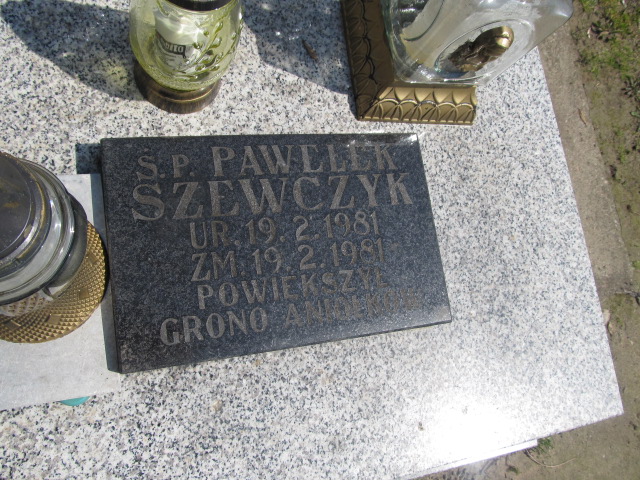 Ś.P. PAWEŁEK
SZEWCZYK
UR. 19. 2. 1981
ZM. 19. 2. 1981
POWIĘKSZYŁ
GRONO ANIOŁKÓW